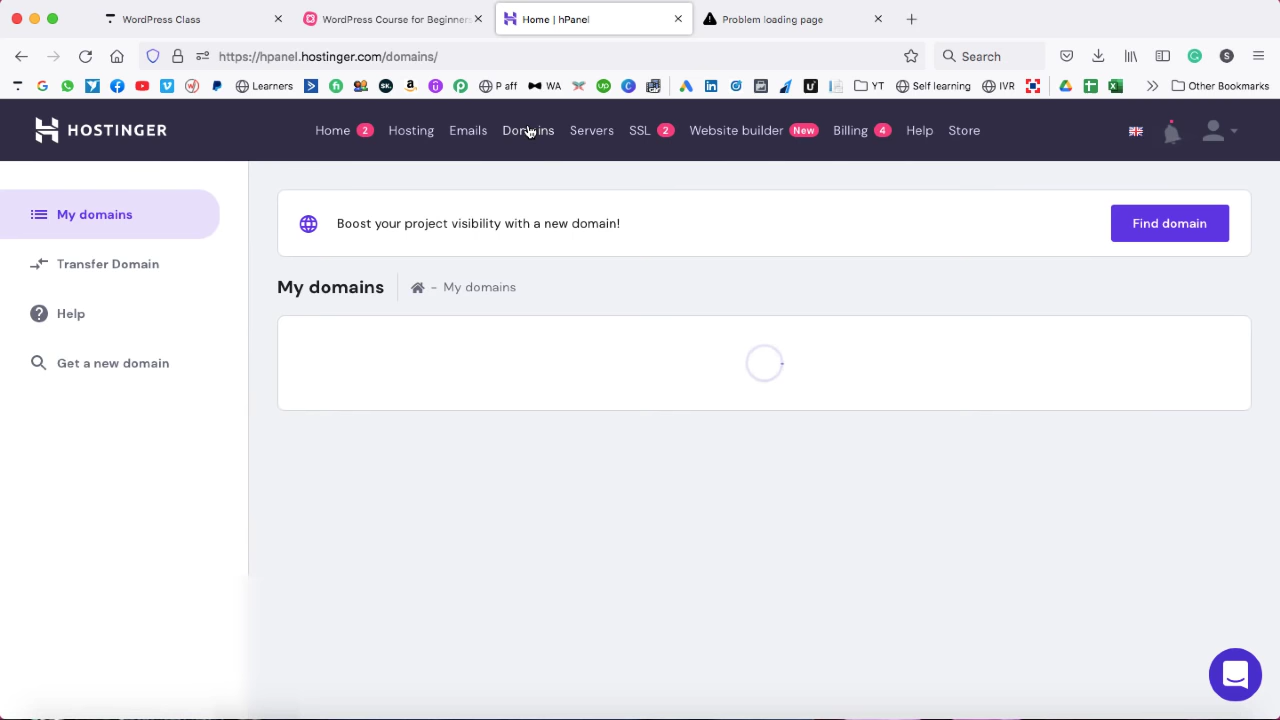 WordPress Class
WordPress Course for Beginners
Home | hPanel
Problem loading page
https://hpanel.hostinger.com/domains/
Search
Learners
P aff
WA
YT
Self learning
IVR
Other Bookmarks
HOSTINGER
Home 2
Hosting
Emails
Domains
Servers
SSL 2
Website builder New
Billing 4
Help
Store
My domains
Transfer Domain
Help
Get a new domain
Boost your project visibility with a new domain!
Find domain
My domains
- My domains